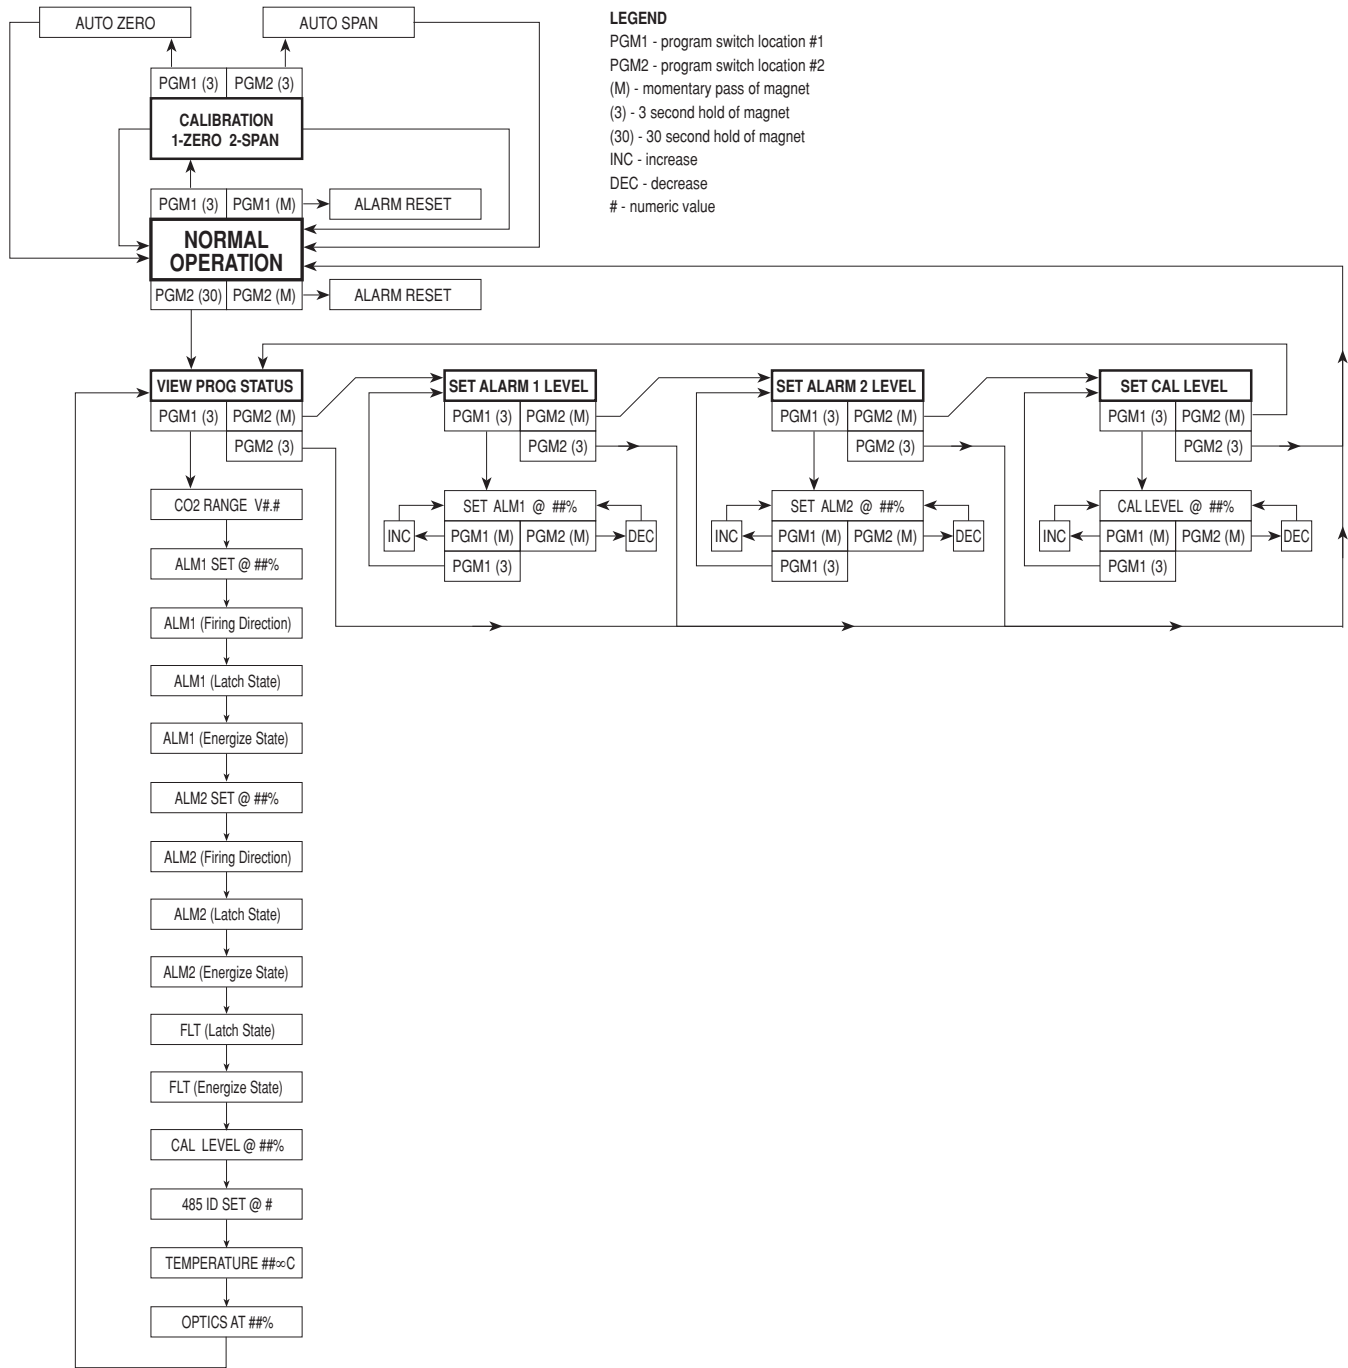 AUTO ZERO
AUTO SPAN
LEGEND
PGM1 - program switch location #1
PGM2 - program switch location #2
(M) - momentary pass of magnet
(3) - 3 second hold of magnet
(30) - 30 second hold of magnet
INC - increase
DEC - decrease
# - numeric value
PGM1 (3) PGM2 (3)
CALIBRATION
1-ZERO 2-SPAN
PGM1 (3) PGM1 (M) ALARM RESET
NORMAL
OPERATION
PGM2 (30) PGM2 (M) ALARM RESET
VIEW PROG STATUS
PGM1 (3) PGM2 (M)
PGM2 (3)
SET ALARM 1 LEVEL
PGM1 (3) PGM2 (M)
PGM2 (3)
SET ALM1 @ ##%
INC PGM1 (M) PGM2 (M) DEC
PGM1 (3)
SET ALARM 2 LEVEL
PGM1 (3) PGM2 (M)
PGM2 (3)
SET ALM2 @ ##%
INC PGM1 (M) PGM2 (M) DEC
PGM1 (3)
SET CAL LEVEL
PGM1 (3) PGM2 (M)
PGM2 (3)
CAL LEVEL @ ##%
INC PGM1 (M) PGM2 (M) DEC
PGM1 (3)
CO2 RANGE V#.#
ALM1 SET @ ##%
ALM1 (Firing Direction)
ALM1 (Latch State)
ALM1 (Energize State)
ALM2 SET @ ##%
ALM2 (Firing Direction)
ALM2 (Latch State)
ALM2 (Energize State)
FLT (Latch State)
FLT (Energize State)
CAL LEVEL @ ##%
485 ID SET @ #
TEMPERATURE ##∞C
OPTICS AT ##%